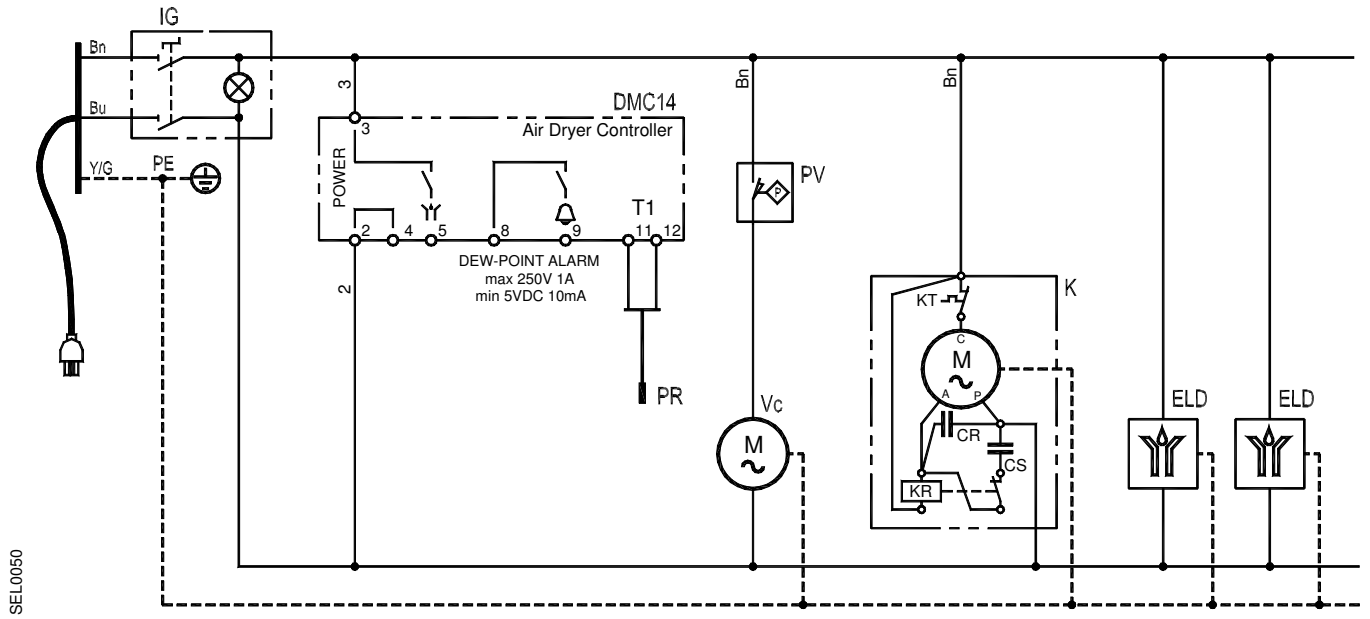 IG
Bn
Bu
Y/G
PE
3
DMC14
3
Air Dryer Controller
POWER
T1
2
4
5
8
9
11
12
DEW-POINT ALARM
max 250V 1A
min 5VDC 10mA
2
PR
Bn
P
PV
Vc
M
Bn
K
KT
C
M
A
P
CR
CS
KR
ELD
ELD
SEL0050